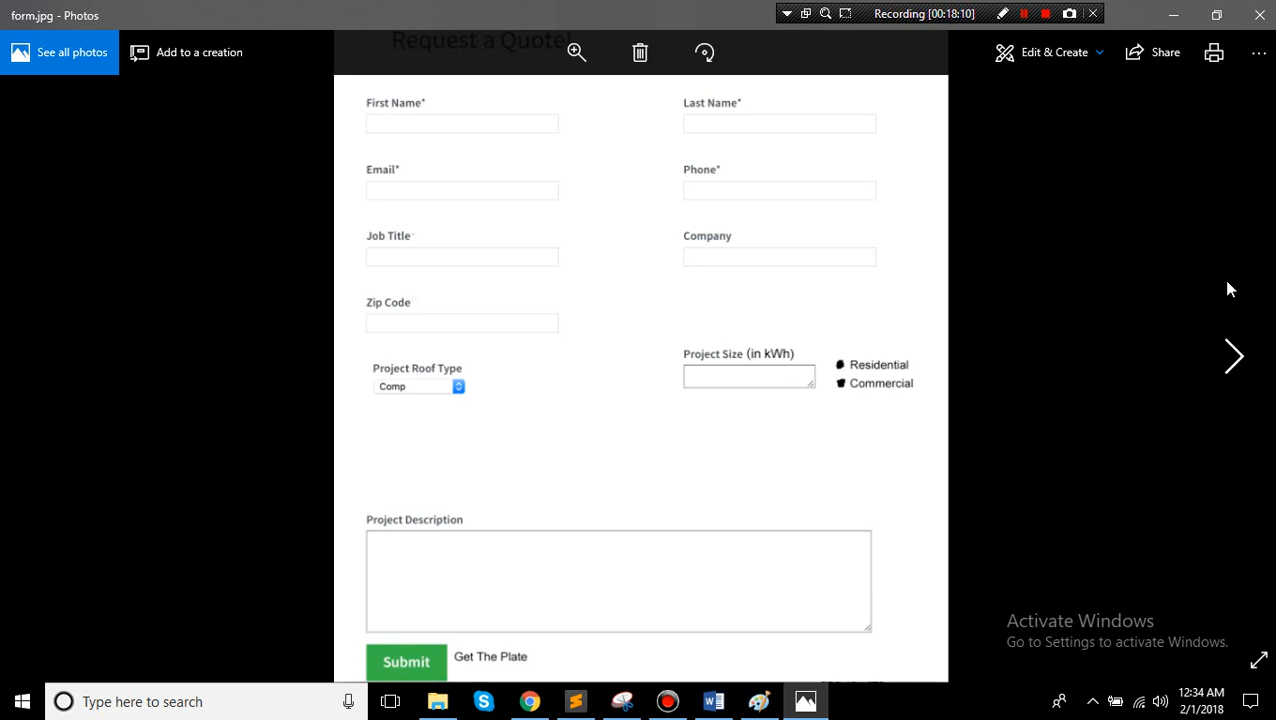 form.jpg - Photos
Recording [00:18:10]
See all photos
Add to a creation
Edit & Create
Share
Request a Quote!
First Name*
Last Name*
Email*
Phone*
Job Title
Company
Zip Code
Project Size (in kWh)
Project Roof Type
Residential
Comp
Commercial
Project Description
Submit
Get The Plate
Activate Windows
Go to Settings to activate Windows.
Type here to search
12:34 AM
2/1/2018